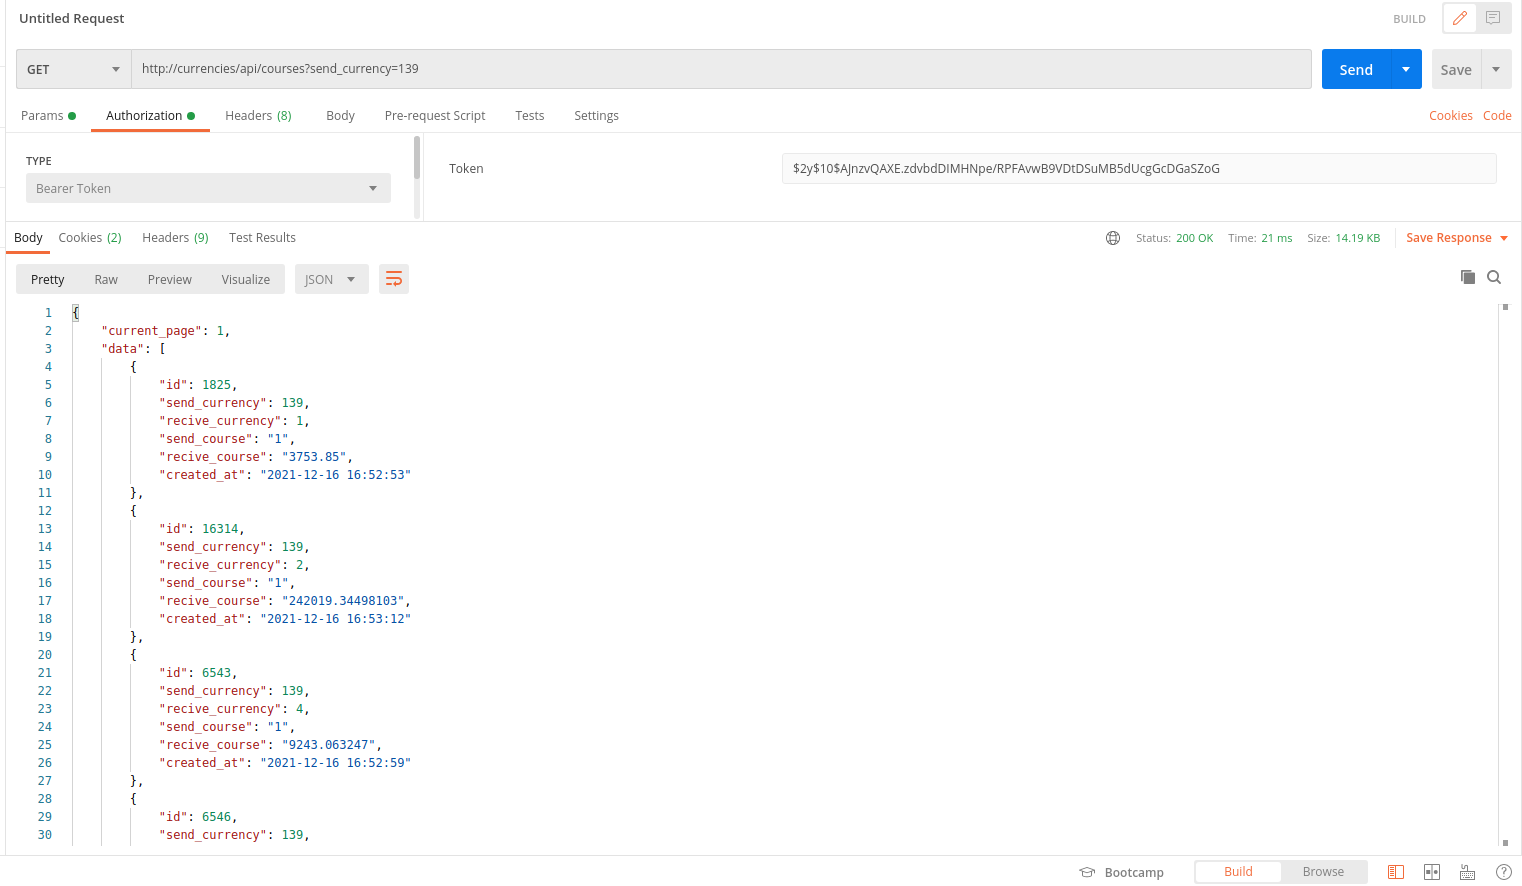 Untitled Request
BUILD
GET
http://currencies/api/courses?send_currency=139
Send
Save
Params
Authorization
Headers (8)
Body
Pre-request Script
Tests
Settings
Cookies
Code
TYPE
Bearer Token
Token
$2y$10$AJnzvQAXE.zdvbdDIMHNpe/RPFAvwB9VDtDSuMB5dUcgGcDGaSZoG
Body
Cookies (2)
Headers (9)
Test Results
Status: 200 OK
Time: 21 ms
Size: 14.19 KB
Save Response
Pretty
Raw
Preview
Visualize
JSON
1 {
2 "current_page": 1,
3 "data": [
4 {
5 "id": 1825,
6 "send_currency": 139,
7 "recive_currency": 1,
8 "send_course": "1",
9 "recive_course": "3753.85",
10 "created_at": "2021-12-16 16:52:53"
11 },
12 {
13 "id": 16314,
14 "send_currency": 139,
15 "recive_currency": 2,
16 "send_course": "1",
17 "recive_course": "242019.34498103",
18 "created_at": "2021-12-16 16:53:12"
19 },
20 {
21 "id": 6543,
22 "send_currency": 139,
23 "recive_currency": 4,
24 "send_course": "1",
25 "recive_course": "9243.063247",
26 "created_at": "2021-12-16 16:52:59"
27 },
28 {
29 "id": 6546,
30 "send_currency": 139,
Bootcamp
Build
Browse